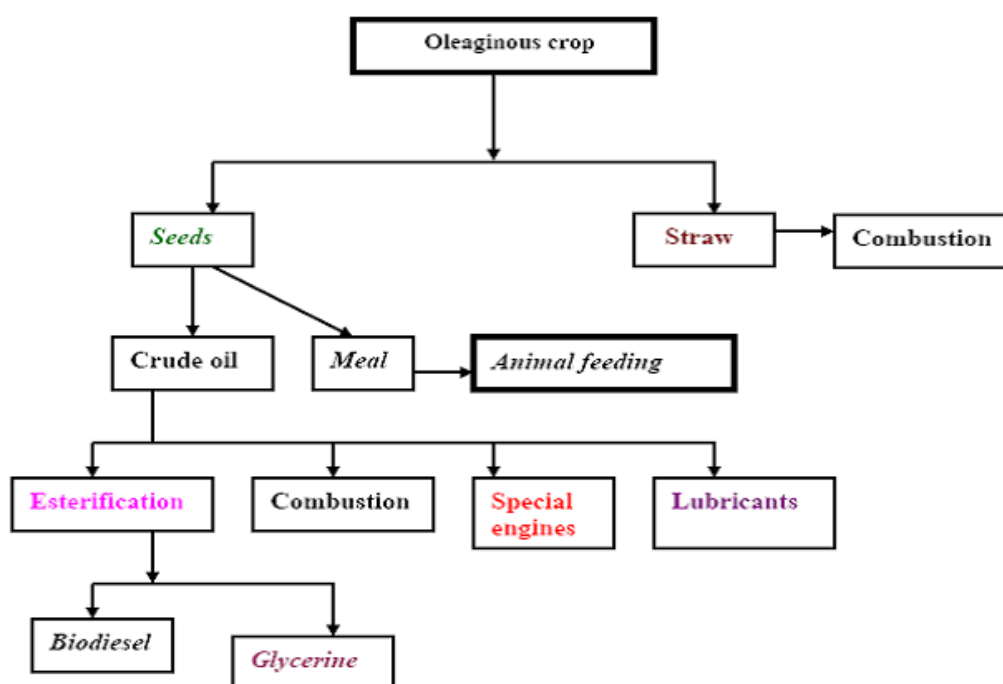 Oleaginous crop
Seeds
Straw
Combustion
Crude oil
Meal
Animal feeding
Esterification
Combustion
Special
engines
Lubricants
Biodiesel
Glycerine